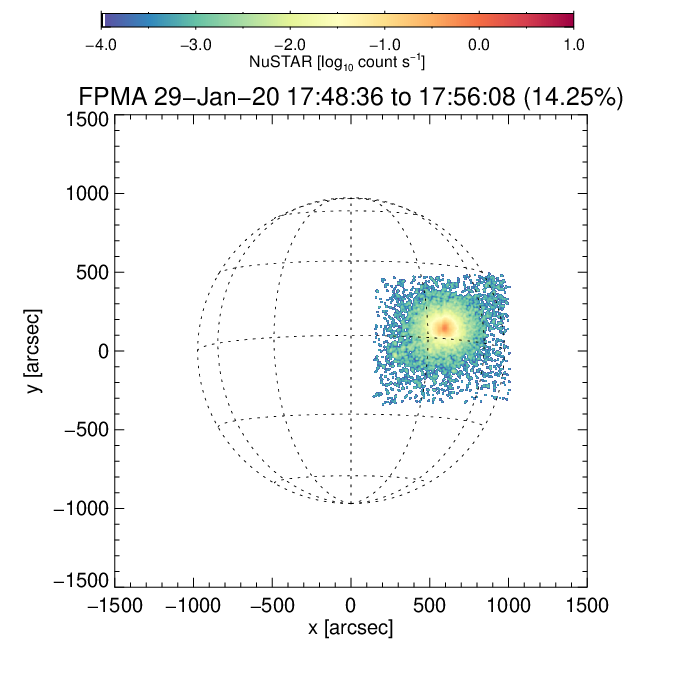 −4.0 −3.0 −2.0 −1.0 0.0 1.0
NuSTAR [log₁₀ count s⁻¹]
FPMA 29−Jan−20 17:48:36 to 17:56:08 (14.25%)
1500
1000
500
0
−500
−1000
−1500
y [arcsec]
−1500 −1000 −500 0 500 1000 1500
x [arcsec]